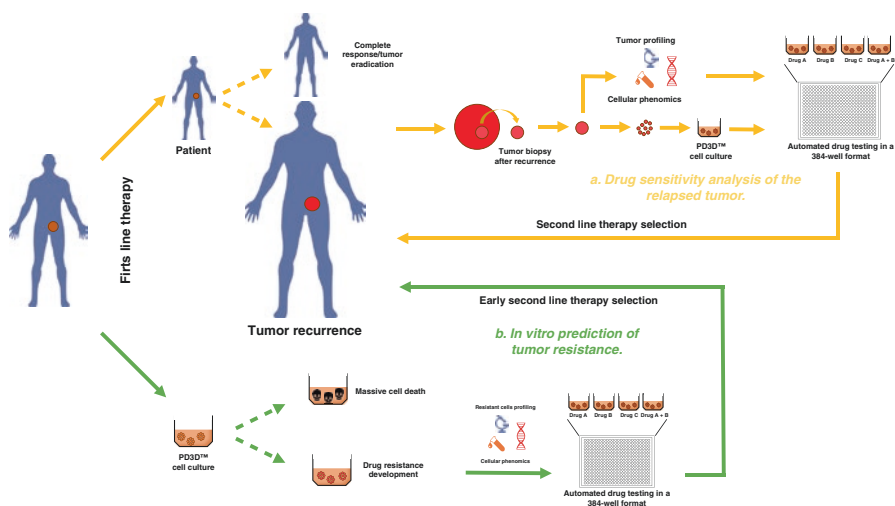 Complete
response/tumor
eradication
Patient
Firts line therapy
Tumor recurrence
Tumor biopsy
after recurrence
Tumor profiling
Cellular phenomics
PD3D™
cell culture
Drug A
Drug B
Drug C
Drug A + B
Automated drug testing in a
384-well format
a. Drug sensitivity analysis of the
relapsed tumor.
Second line therapy selection
Early second line therapy selection
b. In vitro prediction of
tumor resistance.
PD3D™
cell culture
Massive cell death
Drug resistance
development
Resistant cells profiling
Cellular phenomics
Drug A
Drug B
Drug C
Drug A + B
Automated drug testing in a
384-well format